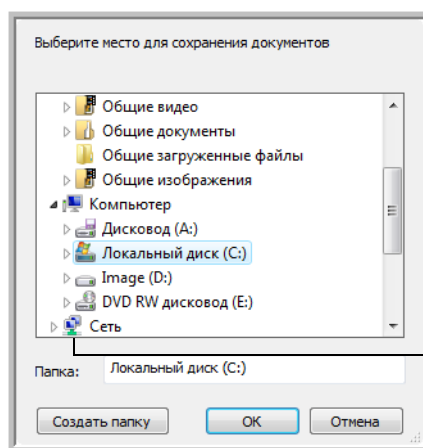 Выберите место для сохранения документов
Общие видео
Общие документы
Общие загруженные файлы
Общие изображения
Компьютер
Дисковод (A:)
Локальный диск (C:)
Image (D:)
DVD RW дисковод (E:)
Сеть
Папка: Локальный диск (C:)
Создать папку OK Отмена